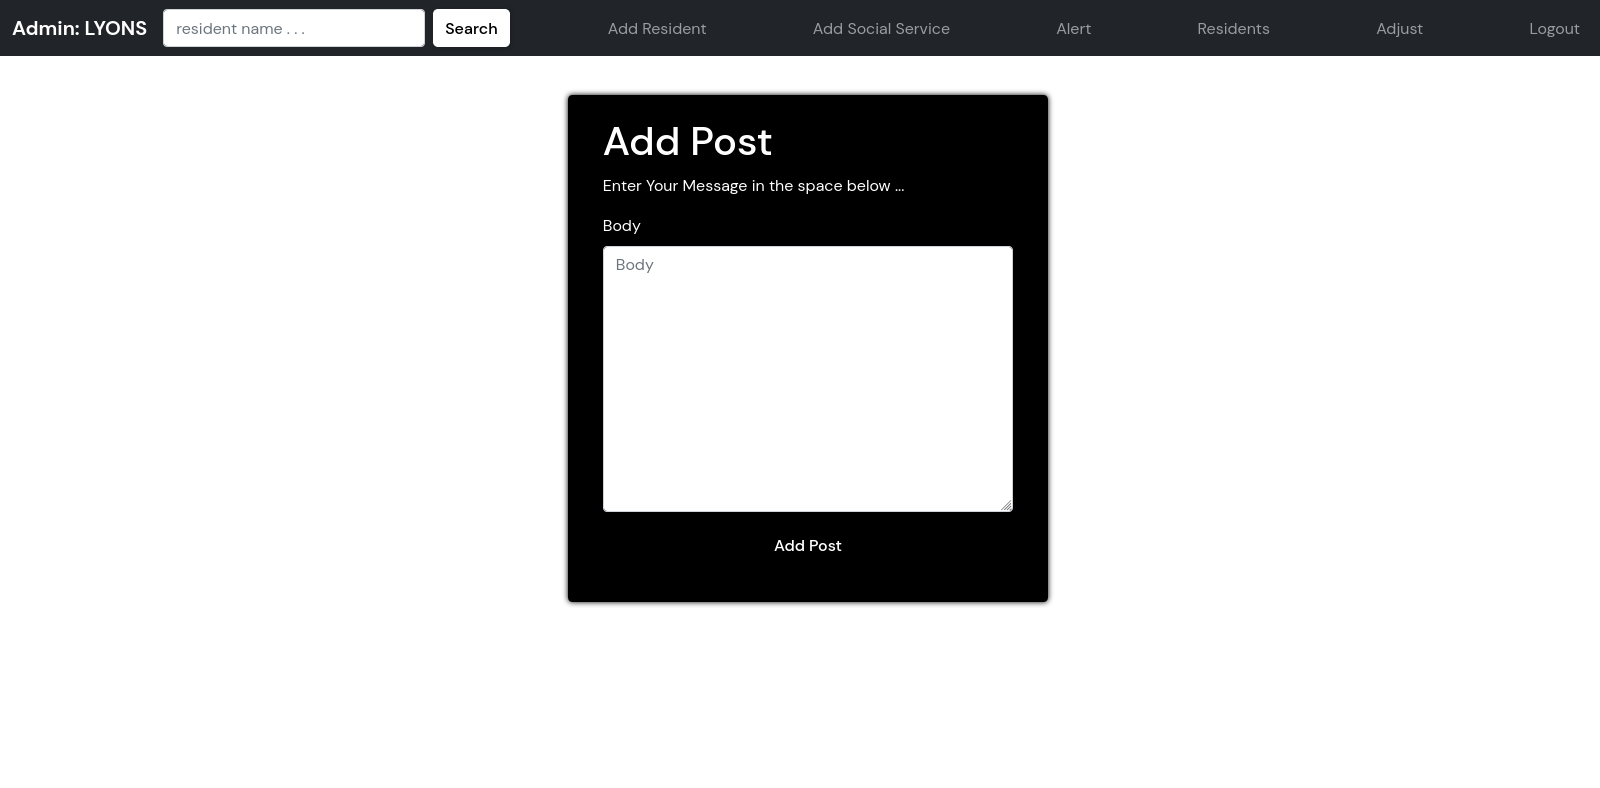 Admin: LYONS resident name . . . Search Add Resident Add Social Service Alert Residents Adjust Logout
Add Post
Enter Your Message in the space below ...
Body
Body
Add Post